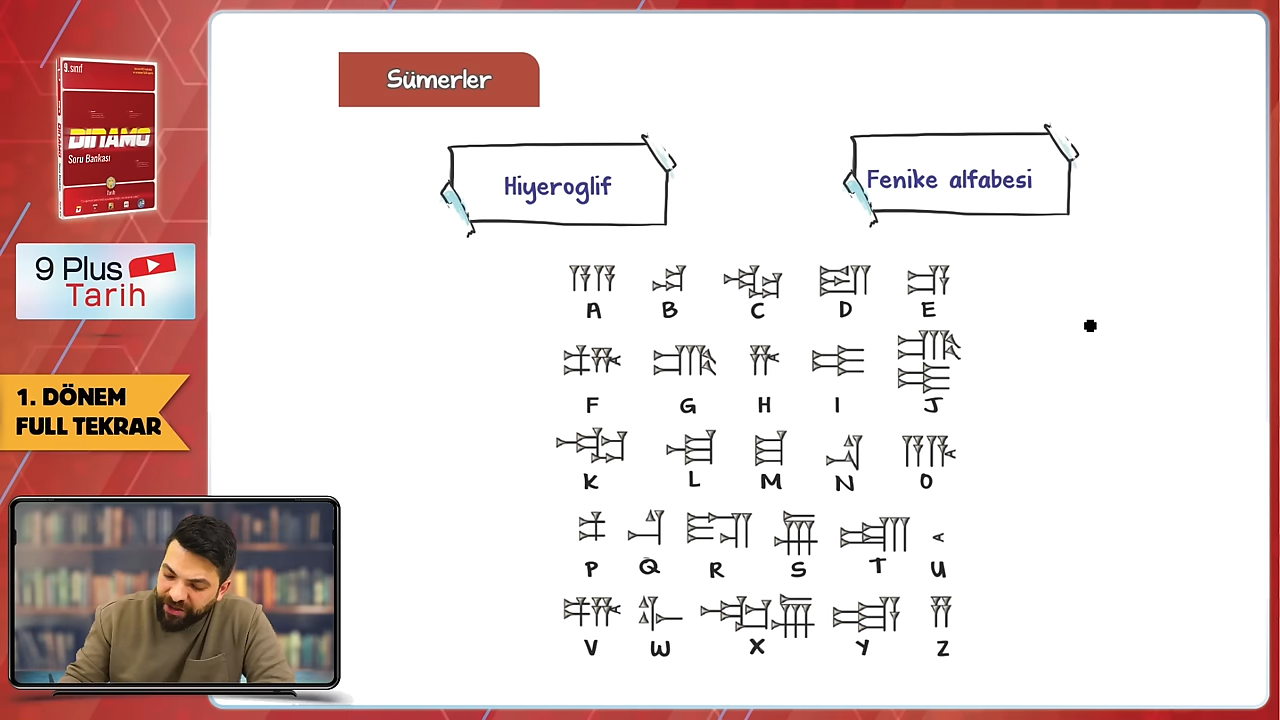 Sümerler
9. sınıf
DİNAMO
Soru Bankası
Tarih
9 Plus
Tarih
1. DÖNEM
FULL TEKRAR
Hiyeroglif
Fenike alfabesi
A B C D E
F G H I J
K L M N O
P Q R S T U
V W X Y Z